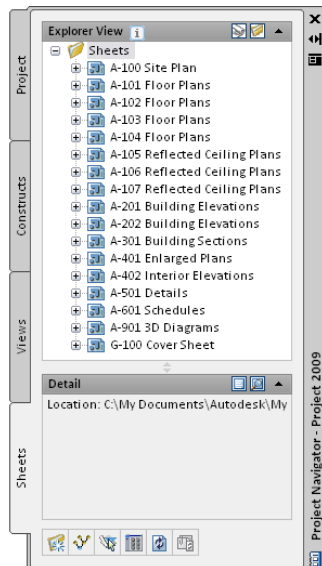 Explorer View
Sheets
A-100 Site Plan
A-101 Floor Plans
A-102 Floor Plans
A-103 Floor Plans
A-104 Floor Plans
A-105 Reflected Ceiling Plans
A-106 Reflected Ceiling Plans
A-107 Reflected Ceiling Plans
A-201 Building Elevations
A-202 Building Elevations
A-301 Building Sections
A-401 Enlarged Plans
A-402 Interior Elevations
A-501 Details
A-601 Schedules
A-901 3D Diagrams
G-100 Cover Sheet
Detail
Location: C:\My Documents\Autodesk\My
Project
Constructs
Views
Sheets
Project Navigator - Project 2009